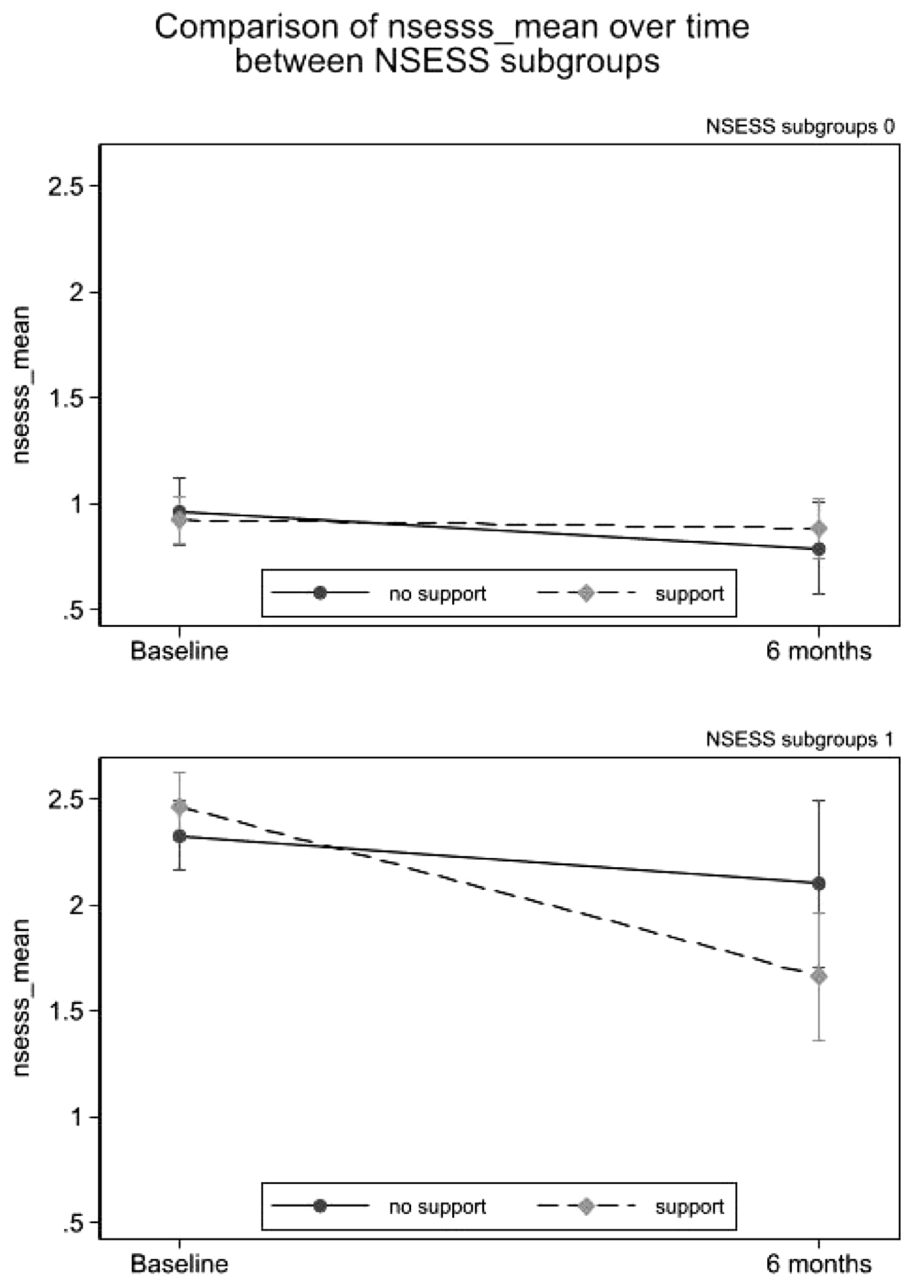 Comparison of nsesss_mean over time
between NSESS subgroups
NSESS subgroups 0
nsesss_mean
2.5
2
1.5
1
.5
no support
support
Baseline
6 months
NSESS subgroups 1
nsesss_mean
2.5
2
1.5
1
.5
no support
support
Baseline
6 months